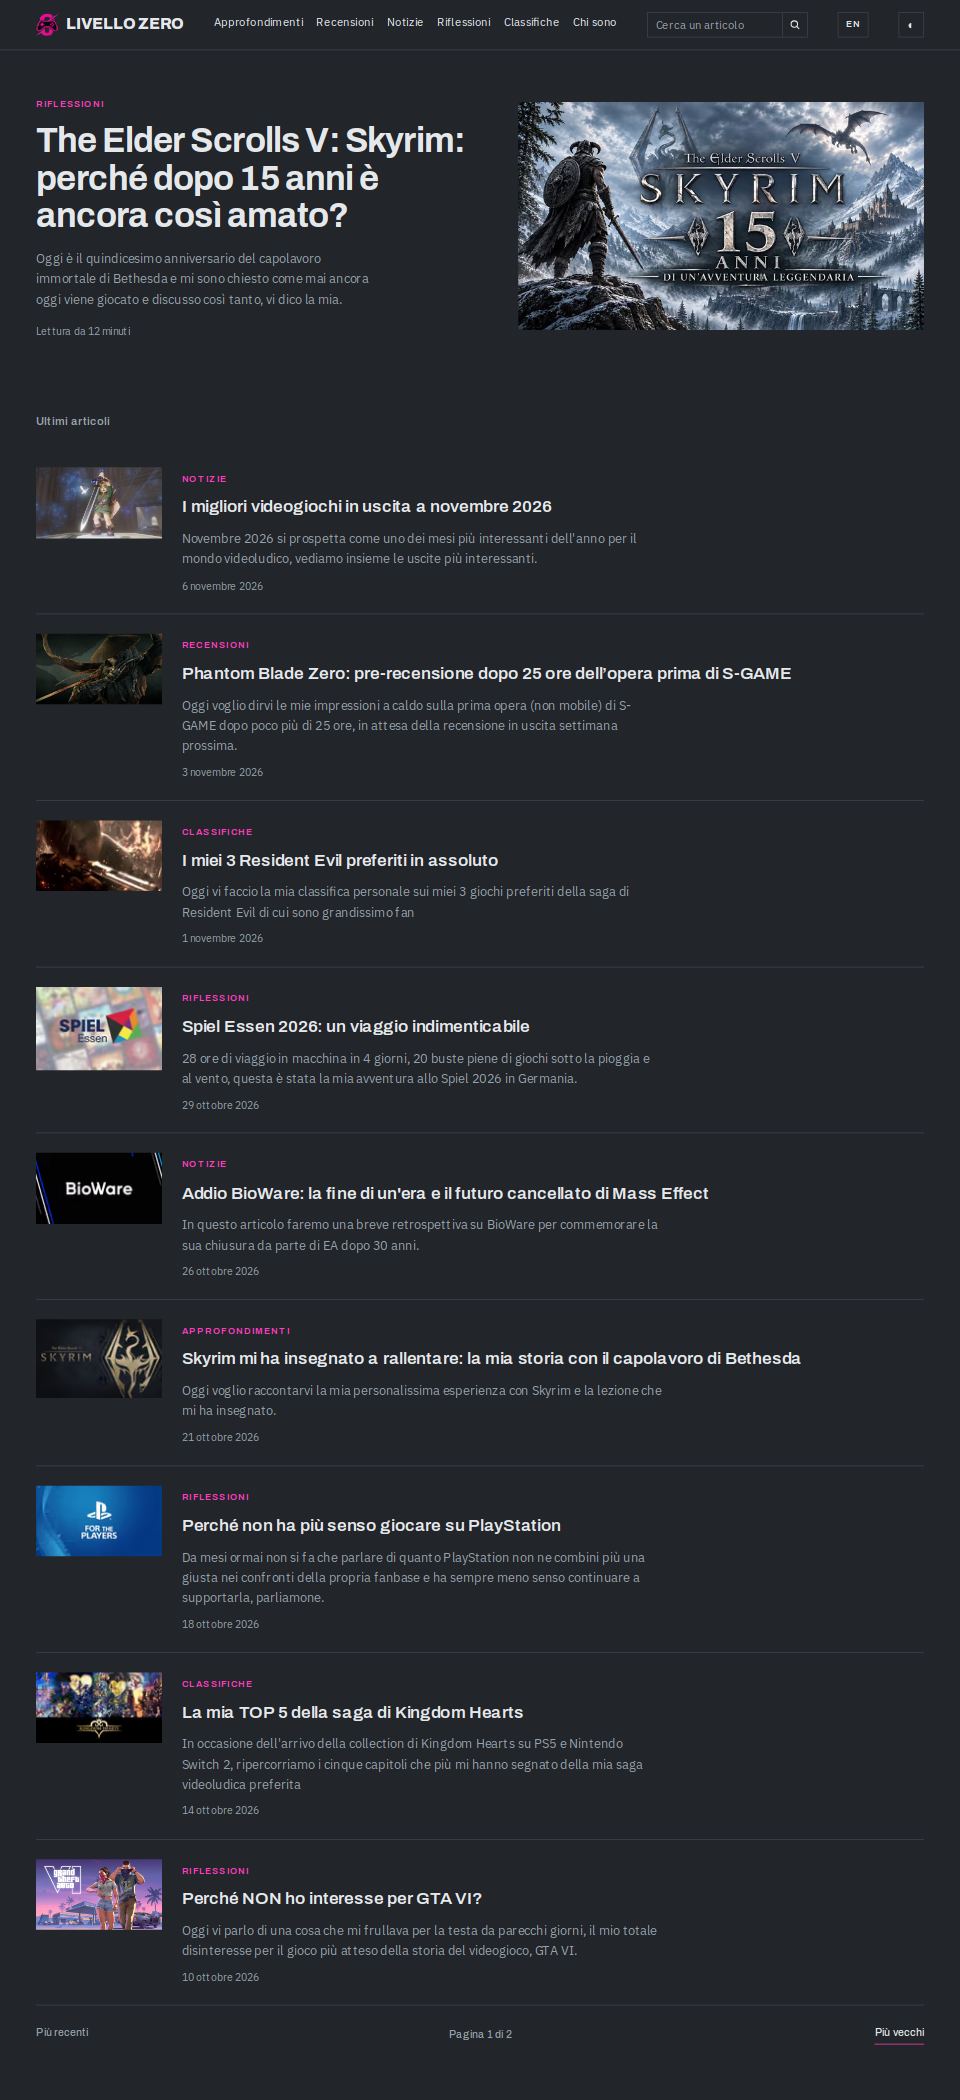 LIVELLO ZERO
Approfondimenti Recensioni Notizie Riflessioni Classifiche Chi sono
Cerca un articolo
EN
RIFLESSIONI
The Elder Scrolls V: Skyrim:
perché dopo 15 anni è
ancora così amato?
Oggi è il quindicesimo anniversario del capolavoro
immortale di Bethesda e mi sono chiesto come mai ancora
oggi viene giocato e discusso così tanto, vi dico la mia.
Lettura da 12 minuti
The Elder Scrolls V
SKYRIM
15
ANNI
DI UN'AVVENTURA LEGGENDARIA
Ultimi articoli
NOTIZIE
I migliori videogiochi in uscita a novembre 2026
Novembre 2026 si prospetta come uno dei mesi più interessanti dell'anno per il
mondo videoludico, vediamo insieme le uscite più interessanti.
6 novembre 2026
RECENSIONI
Phantom Blade Zero: pre-recensione dopo 25 ore dell’opera prima di S-GAME
Oggi voglio dirvi le mie impressioni a caldo sulla prima opera (non mobile) di S-
GAME dopo poco più di 25 ore, in attesa della recensione in uscita settimana
prossima.
3 novembre 2026
CLASSIFICHE
I miei 3 Resident Evil preferiti in assoluto
Oggi vi faccio la mia classifica personale sui miei 3 giochi preferiti della saga di
Resident Evil di cui sono grandissimo fan
1 novembre 2026
SPIEL
Essen
RIFLESSIONI
Spiel Essen 2026: un viaggio indimenticabile
28 ore di viaggio in macchina in 4 giorni, 20 buste piene di giochi sotto la pioggia e
al vento, questa è stata la mia avventura allo Spiel 2026 in Germania.
29 ottobre 2026
BioWare
NOTIZIE
Addio BioWare: la fine di un'era e il futuro cancellato di Mass Effect
In questo articolo faremo una breve retrospettiva su BioWare per commemorare la
sua chiusura da parte di EA dopo 30 anni.
26 ottobre 2026
SKYRIM
APPROFONDIMENTI
Skyrim mi ha insegnato a rallentare: la mia storia con il capolavoro di Bethesda
Oggi voglio raccontarvi la mia personalissima esperienza con Skyrim e la lezione che
mi ha insegnato.
21 ottobre 2026
FOR THE
PLAYERS
RIFLESSIONI
Perché non ha più senso giocare su PlayStation
Da mesi ormai non si fa che parlare di quanto PlayStation non ne combini più una
giusta nei confronti della propria fanbase e ha sempre meno senso continuare a
supportarla, parliamone.
18 ottobre 2026
KINGDOM HEARTS
CLASSIFICHE
La mia TOP 5 della saga di Kingdom Hearts
In occasione dell'arrivo della collection di Kingdom Hearts su PS5 e Nintendo
Switch 2, ripercorriamo i cinque capitoli che più mi hanno segnato della mia saga
videoludica preferita
14 ottobre 2026
VI
grand
theft
auto
RIFLESSIONI
Perché NON ho interesse per GTA VI?
Oggi vi parlo di una cosa che mi frullava per la testa da parecchi giorni, il mio totale
disinteresse per il gioco più atteso della storia del videogioco, GTA VI.
10 ottobre 2026
Più recenti
Pagina 1 di 2
Più vecchi